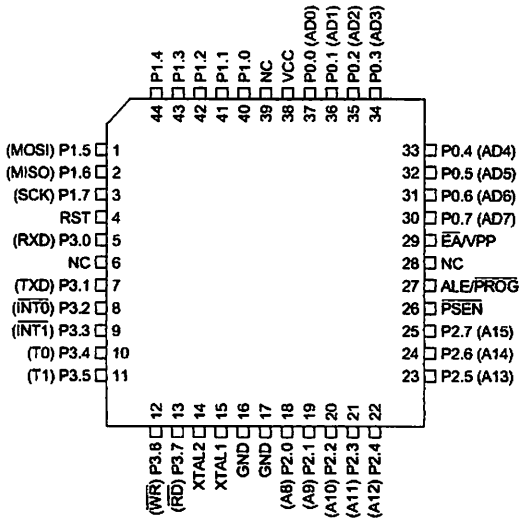 P1.4
P1.3
P1.2
P1.1
P1.0
NC
VCC
P0.0 (AD0)
P0.1 (AD1)
P0.2 (AD2)
P0.3 (AD3)
44
43
42
41
40
39
38
37
36
35
34
(MOSI) P1.5 1
(MISO) P1.6 2
(SCK) P1.7 3
RST 4
(RXD) P3.0 5
NC 6
(TXD) P3.1 7
(INT0) P3.2 8
(INT1) P3.3 9
(T0) P3.4 10
(T1) P3.5 11
33 P0.4 (AD4)
32 P0.5 (AD5)
31 P0.6 (AD6)
30 P0.7 (AD7)
29 EA/VPP
28 NC
27 ALE/PROG
26 PSEN
25 P2.7 (A15)
24 P2.6 (A14)
23 P2.5 (A13)
12
13
14
15
16
17
18
19
20
21
22
(WR) P3.6
(RD) P3.7
XTAL2
XTAL1
GND
GND
(A8) P2.0
(A9) P2.1
(A10) P2.2
(A11) P2.3
(A12) P2.4